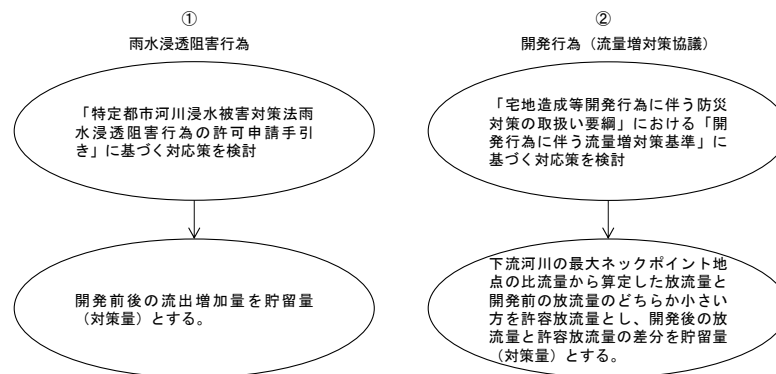 ①
雨水浸透阻害行為
「特定都市河川浸水被害対策法雨
水浸透阻害行為の許可申請手引
き」に基づく対応策を検討
開発前後の流出増加量を貯留量
（対策量）とする。
②
開発行為（流量増対策協議）
「宅地造成等開発行為に伴う防災
対策の取扱い要綱」における「開
発行為に伴う流量増対策基準」に
基づく対応策を検討
下流河川の最大ネックポイント地
点の比流量から算定した放流量と
開発前の放流量のどちらか小さい
方を許容放流量とし、開発後の放
流量と許容放流量の差分を貯留量
（対策量）とする。